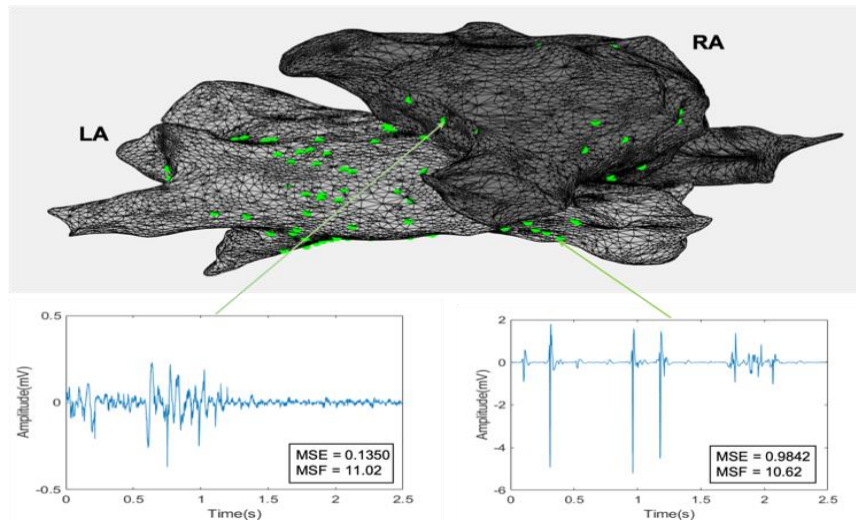 RA
LA
0.5
0
-0.5
Amplitude(mV)
MSE = 0.1350
MSF = 11.02
0
0.5
1
1.5
2
2.5
Time(s)
2
0
-2
-4
-6
Amplitude(mV)
MSE = 0.9842
MSF = 10.62
0
0.5
1
1.5
2
2.5
Time(s)